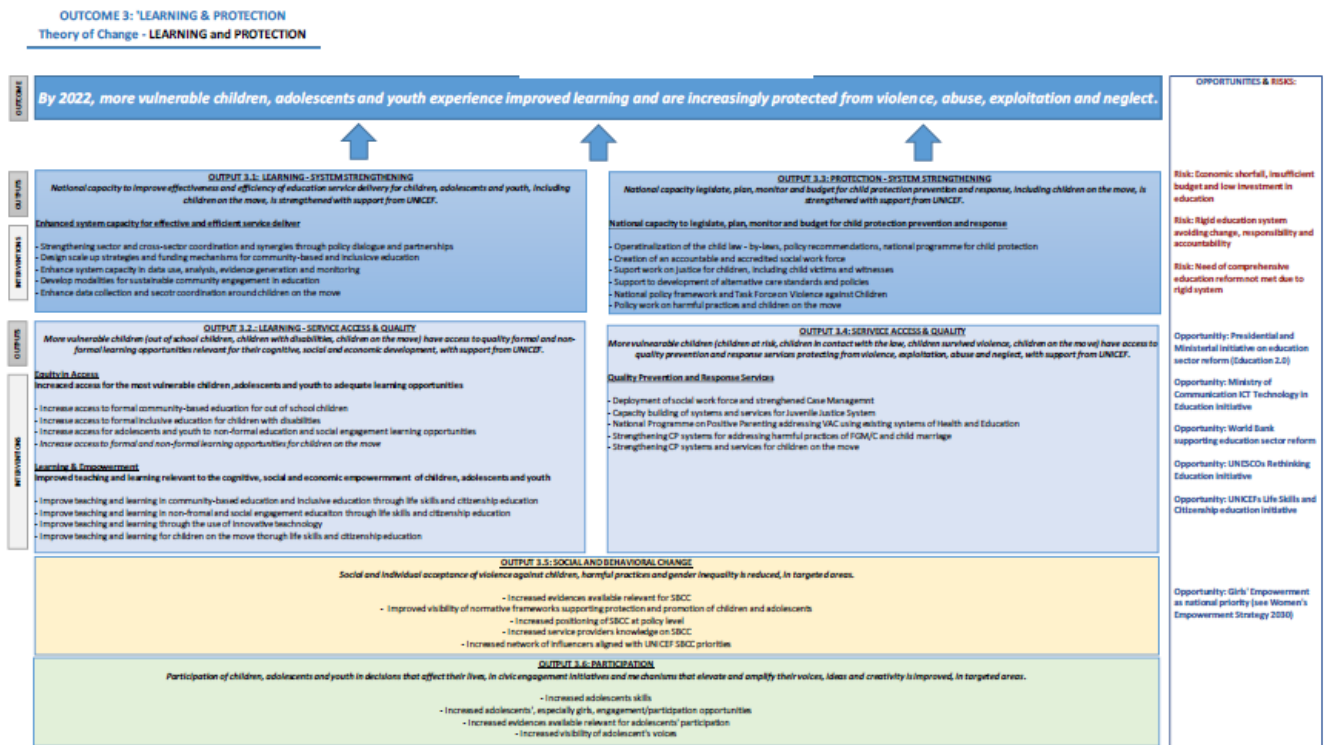 OUTCOME 3: 'LEARNING & PROTECTION
Theory of Change - LEARNING and PROTECTION
OUTCOME
By 2022, more vulnerable children, adolescents and youth experience improved learning and are increasingly protected from violence, abuse, exploitation and neglect.
OUTPUTS
OUTPUT 3.1: LEARNING - SYSTEM STRENGTHENING
National capacity to improve effectiveness and efficiency of education service delivery for children, adolescents and youth, including
children on the move, is strengthened with support from UNICEF.
INTERVENTIONS
Enhanced system capacity for effective and efficient service deliver
- Strengthening sector and cross-sector coordination and synergies through policy dialogue and partnerships
- Design scale up strategies and funding mechanisms for community-based and inclusive education
- Enhance system capacity in data use, analysis, evidence generation and monitoring
- Develop modalities for sustainable community engagement in education
- Enhance data collection and secotr coordination around children on the move
OUTPUT 3.3: PROTECTION - SYSTEM STRENGTHENING
National capacity legislate, plan, monitor and budget for child protection prevention and response, including children on the move, is
strengthened with support from UNICEF.
National capacity to legislate, plan, monitor and budget for child protection prevention and response
- Operatinalization of the child law - by-laws, policy recommendations, national programme for child protection
- Creation of an accountable and accredited social work force
- Suport work on Justice for children, including child victims and witnesses
- Support to development of alternative care standards and policies
- National policy framework and Task Force on Violence against Children
- Policy work on harmful practices and children on the move
OUTPUTS
OUTPUT 3.2.: LEARNING - SERVICE ACCESS & QUALITY
More vulnerable children (out of school children, children with disabilities, children on the move) have access to quality formal and non-
formal learning opportunities relevant for their cognitive, social and economic development, with support from UNICEF.
INTERVENTIONS
Equity in Access
Increased access for the most vulnerable children ,adolescents and youth to adequate learning opportunities
- Increase access to formal community-based education for out of school children
- Increase access to formal inclusive education for children with disabilities
- Increase access for adolescents and youth to non-formal education and social engagement learning opportunities
- Increase access to formal and non-formal learning opportunities for children on the move
Learning & Empowerment
Improved teaching and learning relevant to the cognitive, social and economic empowermment of children, adolescents and youth
- Improve teaching and learning in community-based education and inclusive education through life skills and citizenship education
- Improve teaching and learning in non-fromal and social engagement educaiton through life skills and citizenship education
- Improve teaching and learning through the use of innovative teechnology
- Improve teaching and learning for children on the move thorugh life skills and citizenship education
OUTPUT 3.4: SERIVICE ACCESS & QUALITY
More vulnearable children (children at risk, children in contact with the law, children survived violence, children on the move) have access to
quality prevention and response services protecting from violence, exploitation, abuse and neglect, with support from UNICEF.
Quality Prevention and Response Services
- Deployment of social work force and strengthened Case Managemnt
- Capacity building of systems and services for Juvenile Justice System
- National Programme on Positive Parenting addressing VAC using existing systems of Health and Education
- Strengthening CP systems for addressing harmful practices of FGM/C and child marriage
- Strengthening CP systems and services for children on the move
OUTPUT 3.5: SOCIAL AND BEHAVIORAL CHANGE
Social and individual acceptance of violence against children, harmful practices and gender inequality is reduced, in targeted areas.
- Increased evidences available relevant for SBCC
- Improved visibility of normative frameworks supporting protection and promotion of children and adolescents
- Increased positioning of SBCC at policy level
- Increased service providers knowledge on SBCC
- Increased network of influencers aligned with UNICEF SBCC priorities
OUTPUT 3.6: PARTICIPATION
Participation of children, adolescents and youth in decisions that affect their lives, in civic engagement initiatives and mechanisms that elevate and amplify their voices, ideas and creativity is improved, in targeted areas.
- Increased adolescents skills
- Increased adolescents', especially girls, engagement/participation opportunities
- Increased evidences available relevant for adolescents' participation
- Increased visibility of adolescent's voices
OPPORTUNITIES & RISKS:
Risk: Economic shorfall, insufficient
budget and low investment in
education
Risk: Rigid education system
avoiding change, responsibility and
accountability
Risk: Need of comprehensive
education reform not met due to
rigid system
Opportunitiy: Presidential and
Ministerial initiative on education
sector reform (Education 2.0)
Opportunity: Ministry of
Communication ICT Technology in
Education initiative
Opportunity: World Bank
supporting education sector reform
Opportunity: UNESCOs Rethinking
Education initiative
Opportunity: UNICEFs Life Skills and
Citizenship education initiative
Opportunity: Girls' Empowerment
as national priority (see Women's
Empowerment Strategy 2030)